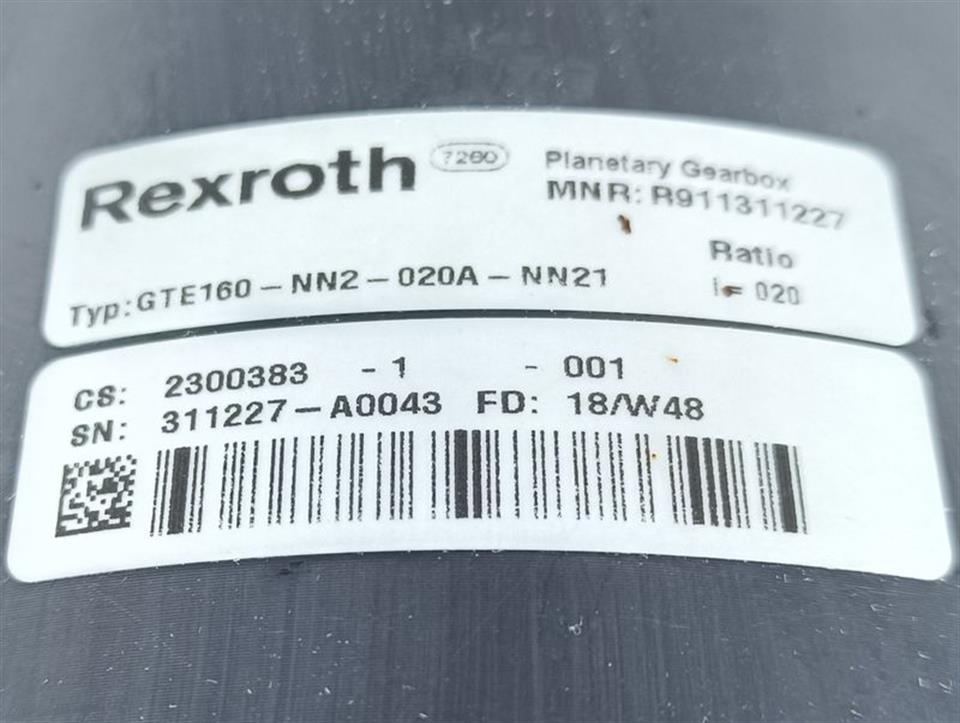 Rexroth 7260 Planetary Gearbox
MNR: R911311227
Ratio
Typ: GTE160-NN2-020A-NN21 i= 020
CS: 2300383 -1 - 001
SN: 311227-A0043 FD: 18/W48